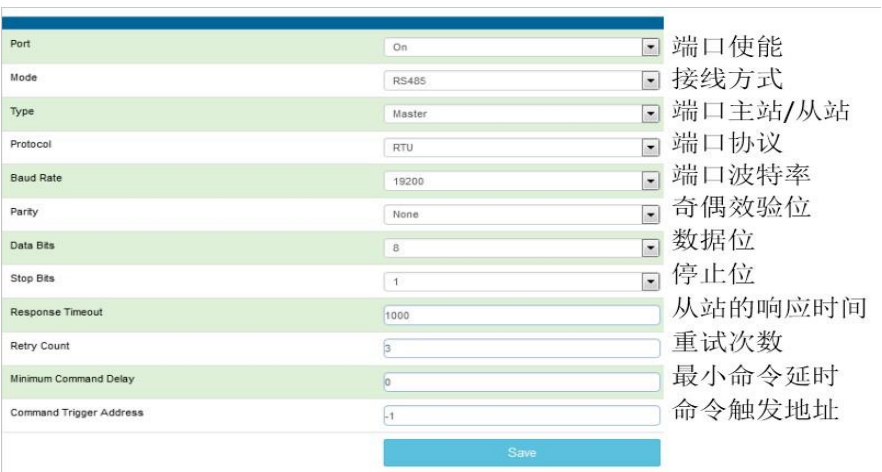 Port On 端口使能
Mode RS485 接线方式
Type Master 端口主站/从站
Protocol RTU 端口协议
Baud Rate 19200 端口波特率
Parity None 奇偶效验位
Data Bits 8 数据位
Stop Bits 1 停止位
Response Timeout 1000 从站的响应时间
Retry Count 3 重试次数
Minimum Command Delay 0 最小命令延时
Command Trigger Address -1 命令触发地址
Save